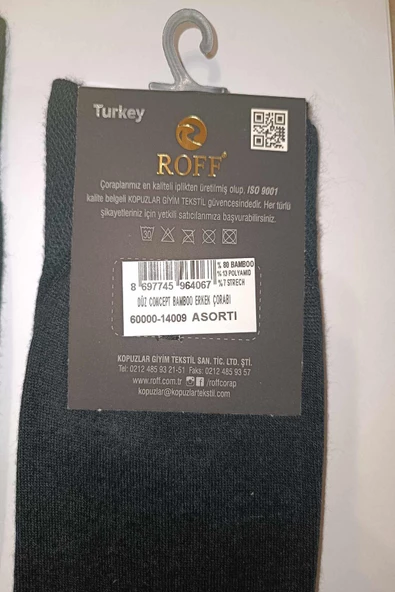 Turkey
ROFF
Çoraplarımız en kaliteli iplikten üretilmiş olup, ISO 9001
kalite belgeli KOPUZLAR GİYİM TEKSTİL güvencesindedir. Her türlü
şikayetleriniz için yetkili satıcılarımıza başvurabilirsiniz.
30
8 697745 964067
% 80 BAMBOO
% 13 POLYAMID
% 7 STRECH
DÜZ CONCEPT BAMBOO ERKEK ÇORABI
60000-14009 ASORTI
KOPUZLAR GİYİM TEKSTİL SAN. TİC. LTD. ŞTİ.
Tel: 0212 485 93 21-51 Faks: 0212 485 93 57
www.roff.com.tr /roffcorap
kopuzlar@kopuzlartekstil.com